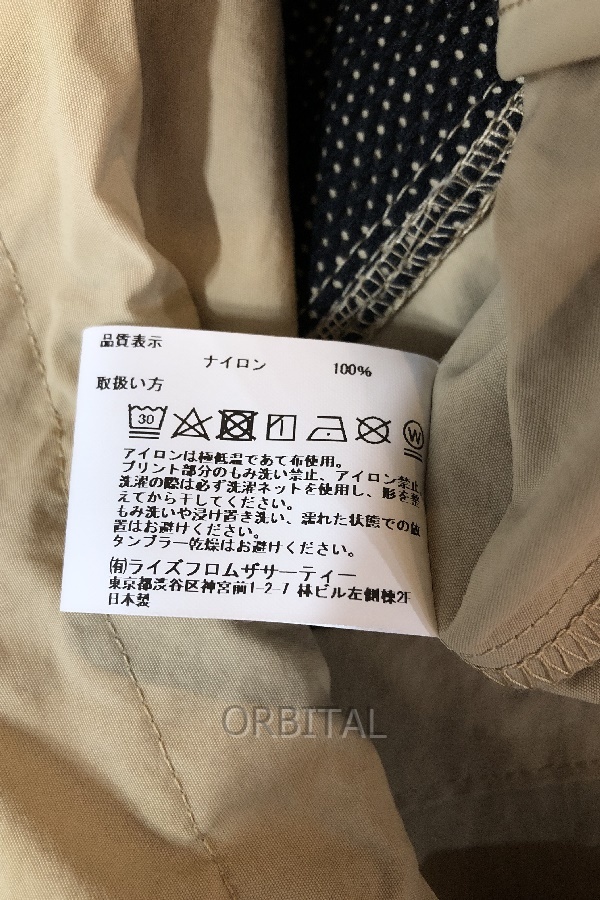 品質表示
ナイロン 100%
取扱い方
30
W
アイロンは極低温であて布使用。
プリント部分のもみ洗い禁止、アイロン禁止
洗濯の際は必ず洗濯ネットを使用し、形を整
えてから干してください。
もみ洗いや浸け置き洗い、濡れた状態での放
置はお避けください。
タンブラー乾燥はお避けください。
㈲ライズフロムザサーティー
東京都渋谷区神宮前1-2-7 林ビル左側棟2F
日本製
ORBITAL